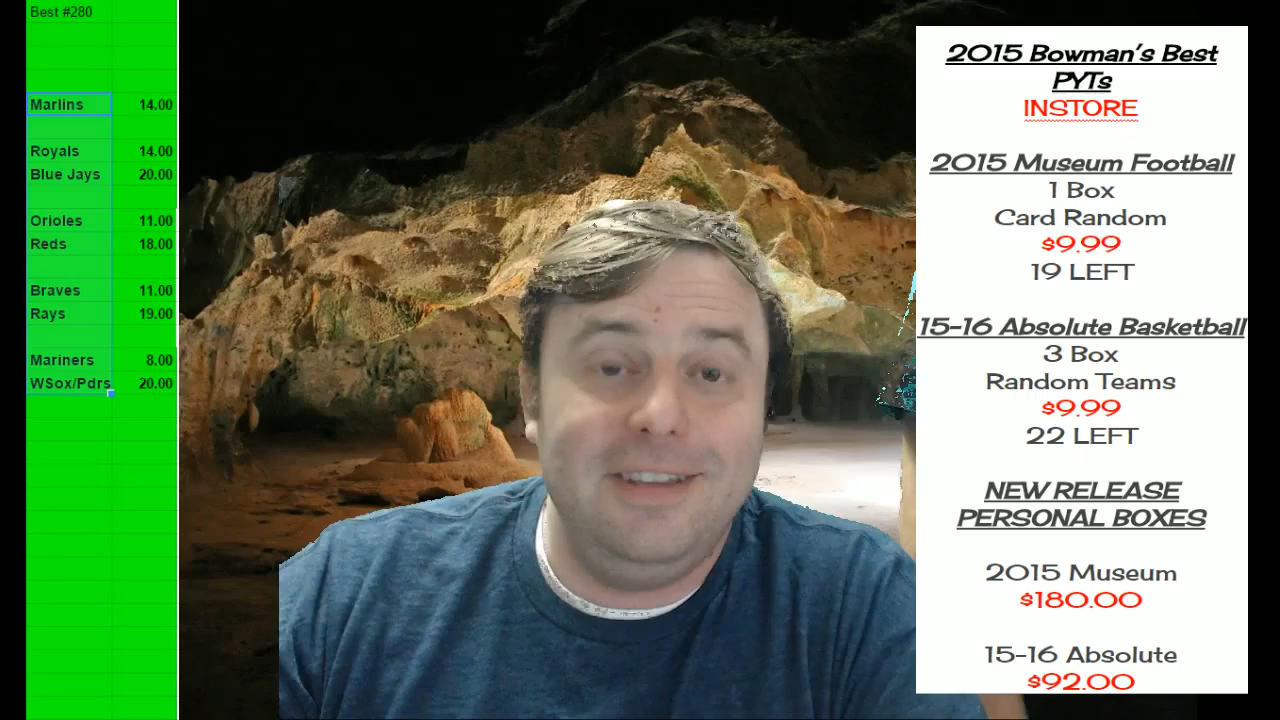 Best #280
Marlins 14.00
Royals 14.00
Blue Jays 20.00
Orioles 11.00
Reds 18.00
Braves 11.00
Rays 19.00
Mariners 8.00
WSox/Pdrs 20.00
2015 Bowman's Best
PYTs
INSTORE
2015 Museum Football
1 Box
Card Random
$9.99
19 LEFT
15-16 Absolute Basketball
3 Box
Random Teams
$9.99
22 LEFT
NEW RELEASE
PERSONAL BOXES
2015 Museum
$180.00
15-16 Absolute
$92.00